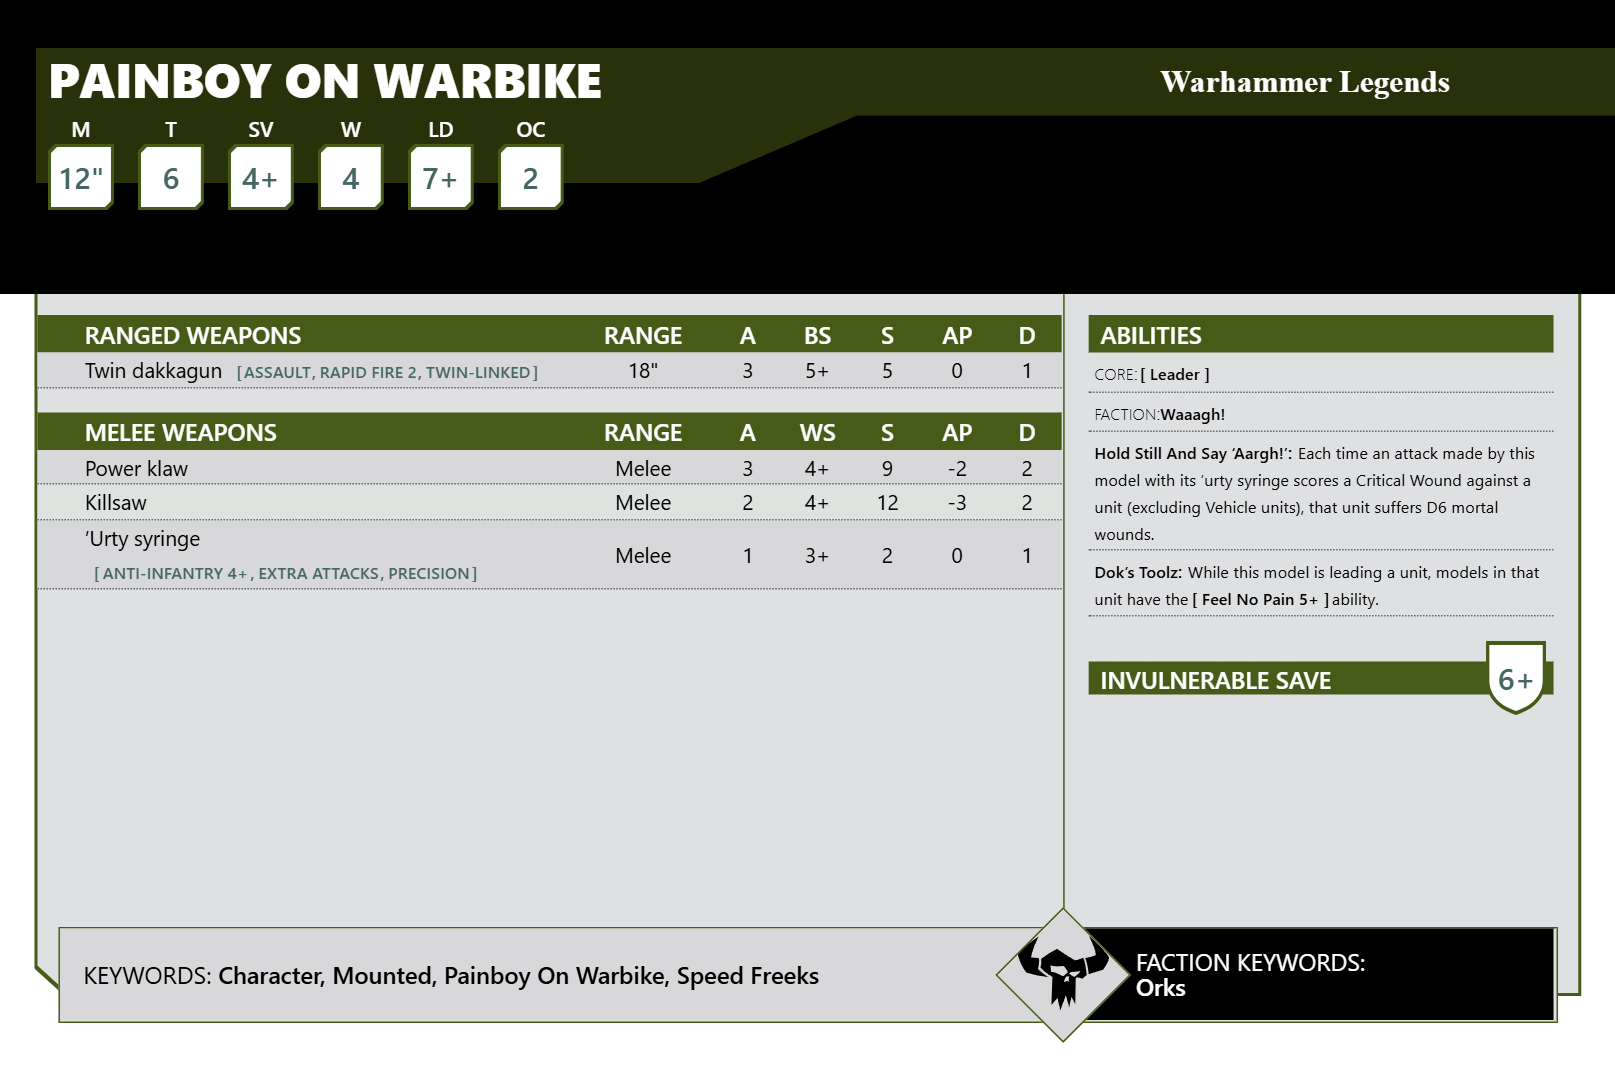 PAINBOY ON WARBIKE
Warhammer Legends
M T SV W LD OC
12" 6 4+ 4 7+ 2
RANGED WEAPONS RANGE A BS S AP D
Twin dakkagun [ASSAULT, RAPID FIRE 2, TWIN-LINKED] 18" 3 5+ 5 0 1
MELEE WEAPONS RANGE A WS S AP D
Power klaw Melee 3 4+ 9 -2 2
Killsaw Melee 2 4+ 12 -3 2
’Urty syringe
[ANTI-INFANTRY 4+, EXTRA ATTACKS, PRECISION] Melee 1 3+ 2 0 1
ABILITIES
CORE: [ Leader ]
FACTION: Waaagh!
Hold Still And Say ‘Aargh!’: Each time an attack made by this
model with its ’urty syringe scores a Critical Wound against a
unit (excluding Vehicle units), that unit suffers D6 mortal
wounds.
Dok’s Toolz: While this model is leading a unit, models in that
unit have the [ Feel No Pain 5+ ] ability.
INVULNERABLE SAVE 6+
KEYWORDS: Character, Mounted, Painboy On Warbike, Speed Freeks
FACTION KEYWORDS:
Orks